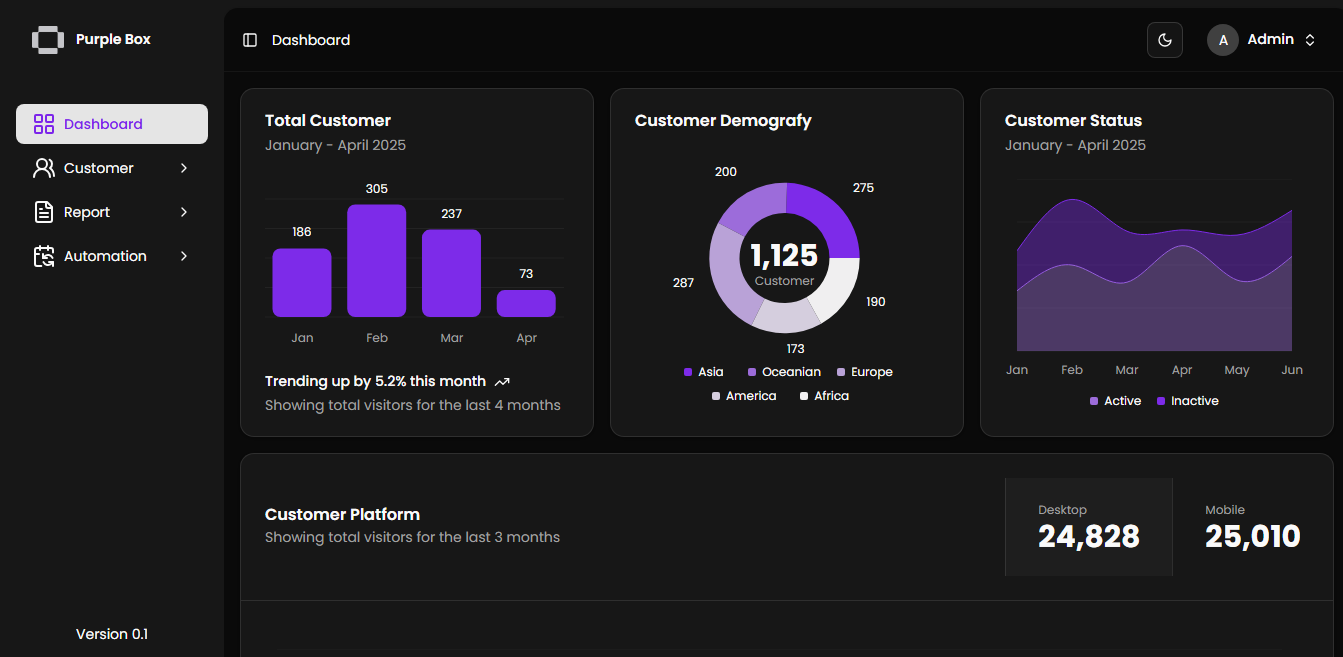 Purple Box
Dashboard
Customer
Report
Automation
Version 0.1
Dashboard
A
Admin
Total Customer
January - April 2025
186
305
237
73
Jan Feb Mar Apr
Trending up by 5.2% this month
Showing total visitors for the last 4 months
Customer Demografy
200
275
1,125
Customer
287
190
173
Asia Oceanian Europe
America Africa
Customer Status
January - April 2025
Jan Feb Mar Apr May Jun
Active Inactive
Customer Platform
Showing total visitors for the last 3 months
Desktop
24,828
Mobile
25,010